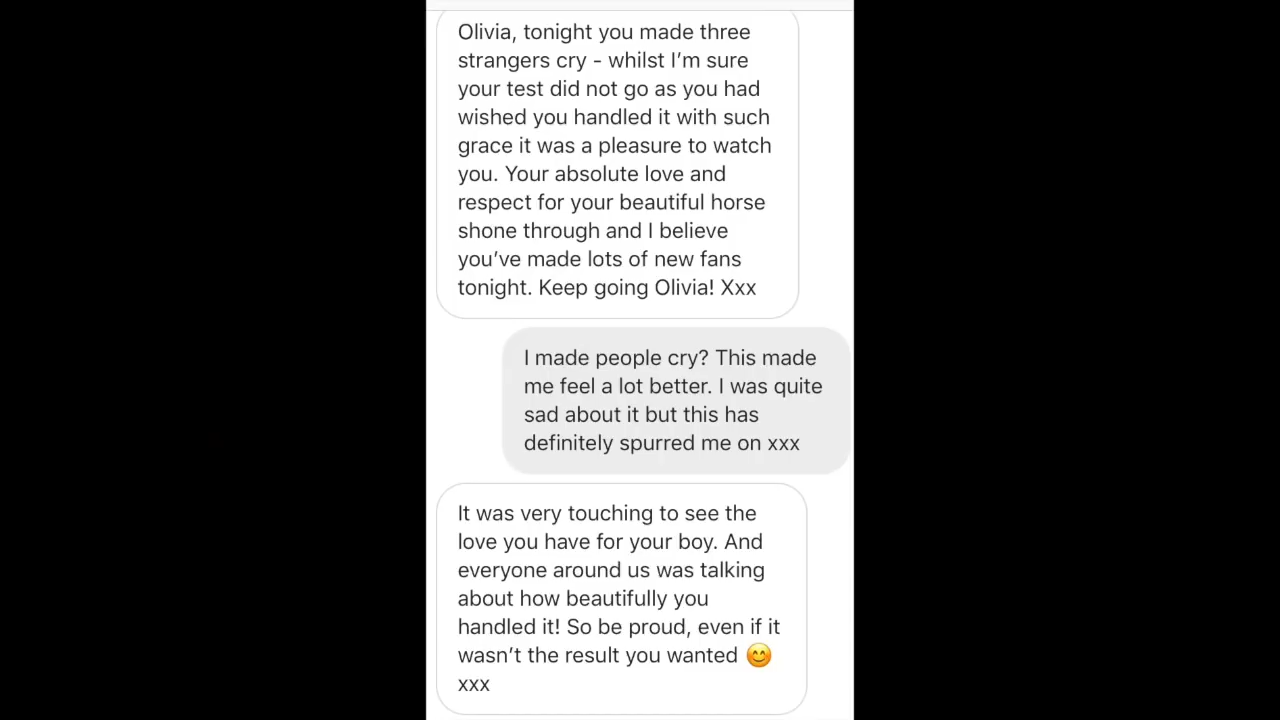 Olivia, tonight you made three
strangers cry - whilst I’m sure
your test did not go as you had
wished you handled it with such
grace it was a pleasure to watch
you. Your absolute love and
respect for your beautiful horse
shone through and I believe
you’ve made lots of new fans
tonight. Keep going Olivia! Xxx
I made people cry? This made
me feel a lot better. I was quite
sad about it but this has
definitely spurred me on xxx
It was very touching to see the
love you have for your boy. And
everyone around us was talking
about how beautifully you
handled it! So be proud, even if it
wasn’t the result you wanted 😊
xxx